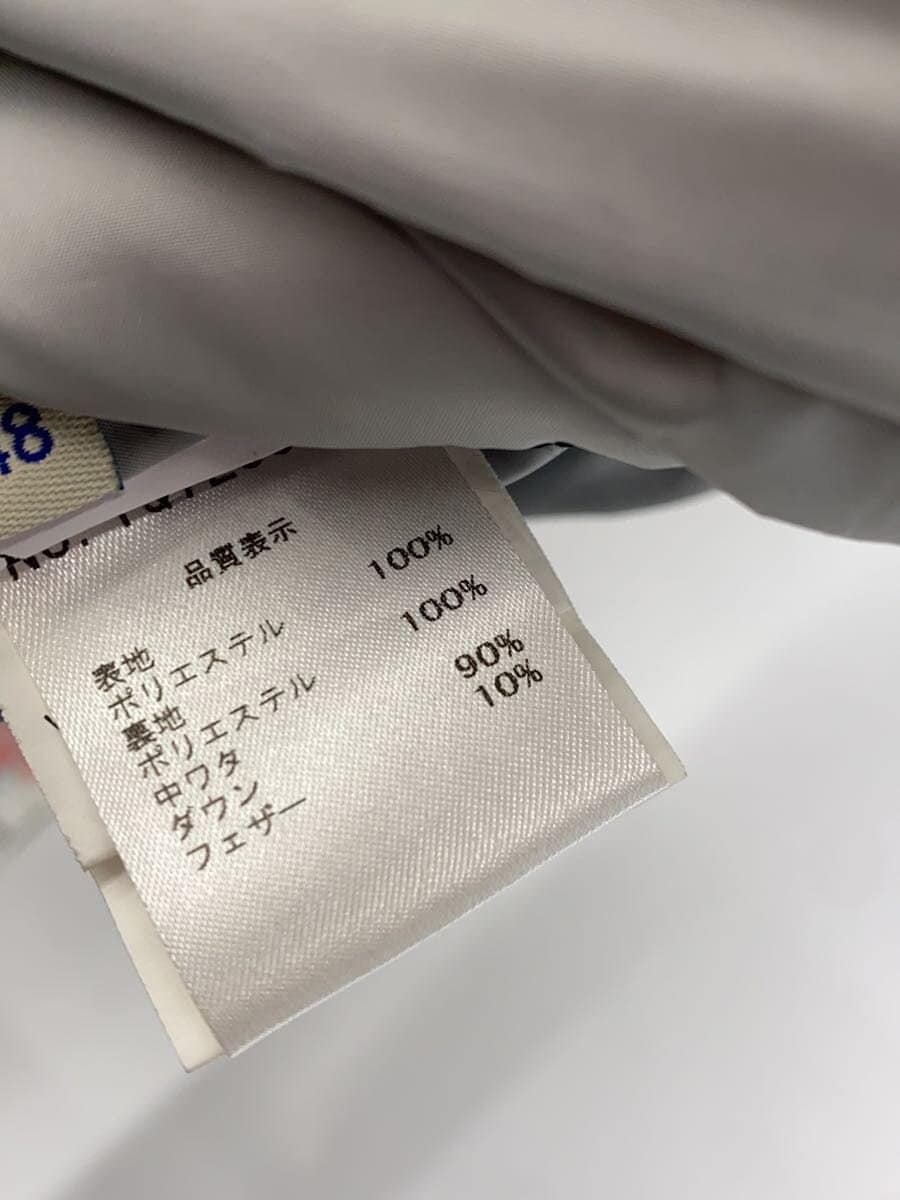 48
品質表示
表地
ポリエステル 100%
裏地
ポリエステル 100%
中ワタ
ダウン 90%
フェザー 10%